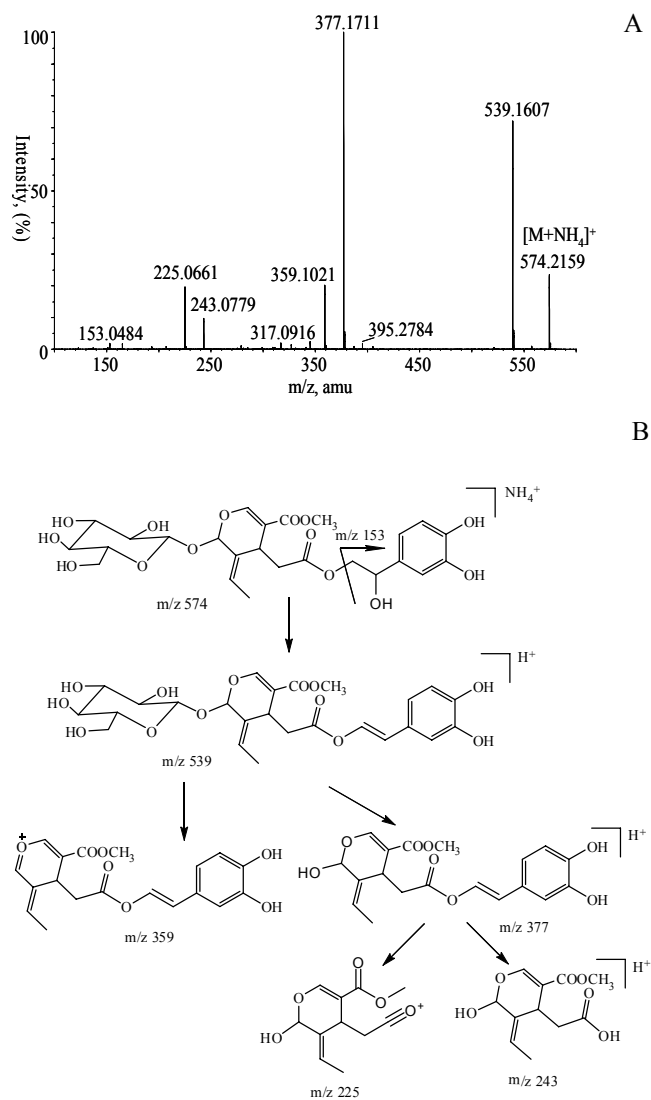 A
377.1711
100
539.1607
[M+NH₄]⁺
574.2159
Intensity, (%)
50
225.0661
243.0779
359.1021
153.0484
317.0916
395.2784
0
150
250
350
450
550
m/z, amu
B
NH₄⁺
HO
OH
O
COOCH₃
m/z 153
OH
HO
O
O
O
OH
HO
O
OH
m/z 574
H⁺
HO
OH
O
COOCH₃
OH
HO
O
O
O
OH
HO
O
m/z 539
O⁺
COOCH₃
O
OH
O
OH
m/z 359
H⁺
O
COOCH₃
O
OH
HO
O
OH
m/z 377
O
O
O
O⁺
HO
m/z 225
H⁺
O
COOCH₃
O
HO
OH
m/z 243